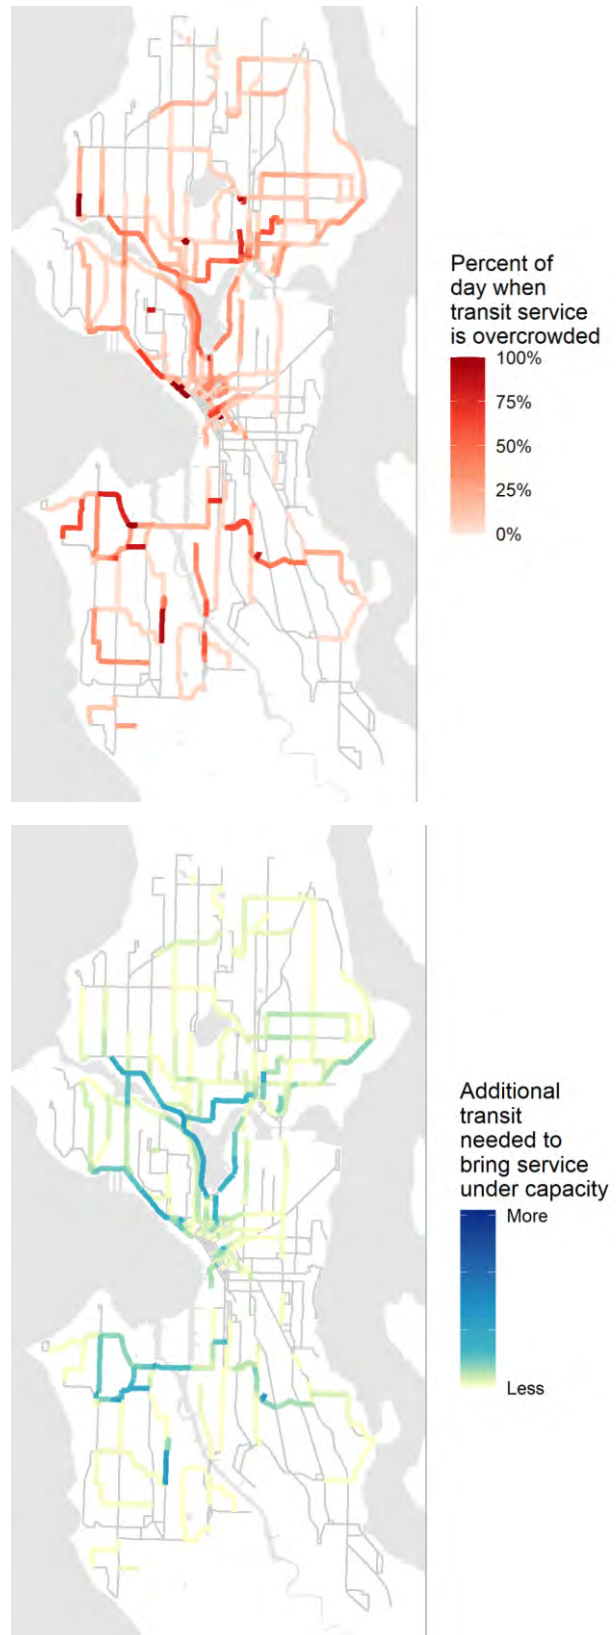 Percent of
day when
transit service
is overcrowded
100%
75%
50%
25%
0%
Additional
transit
needed to
bring service
under capacity
More
Less